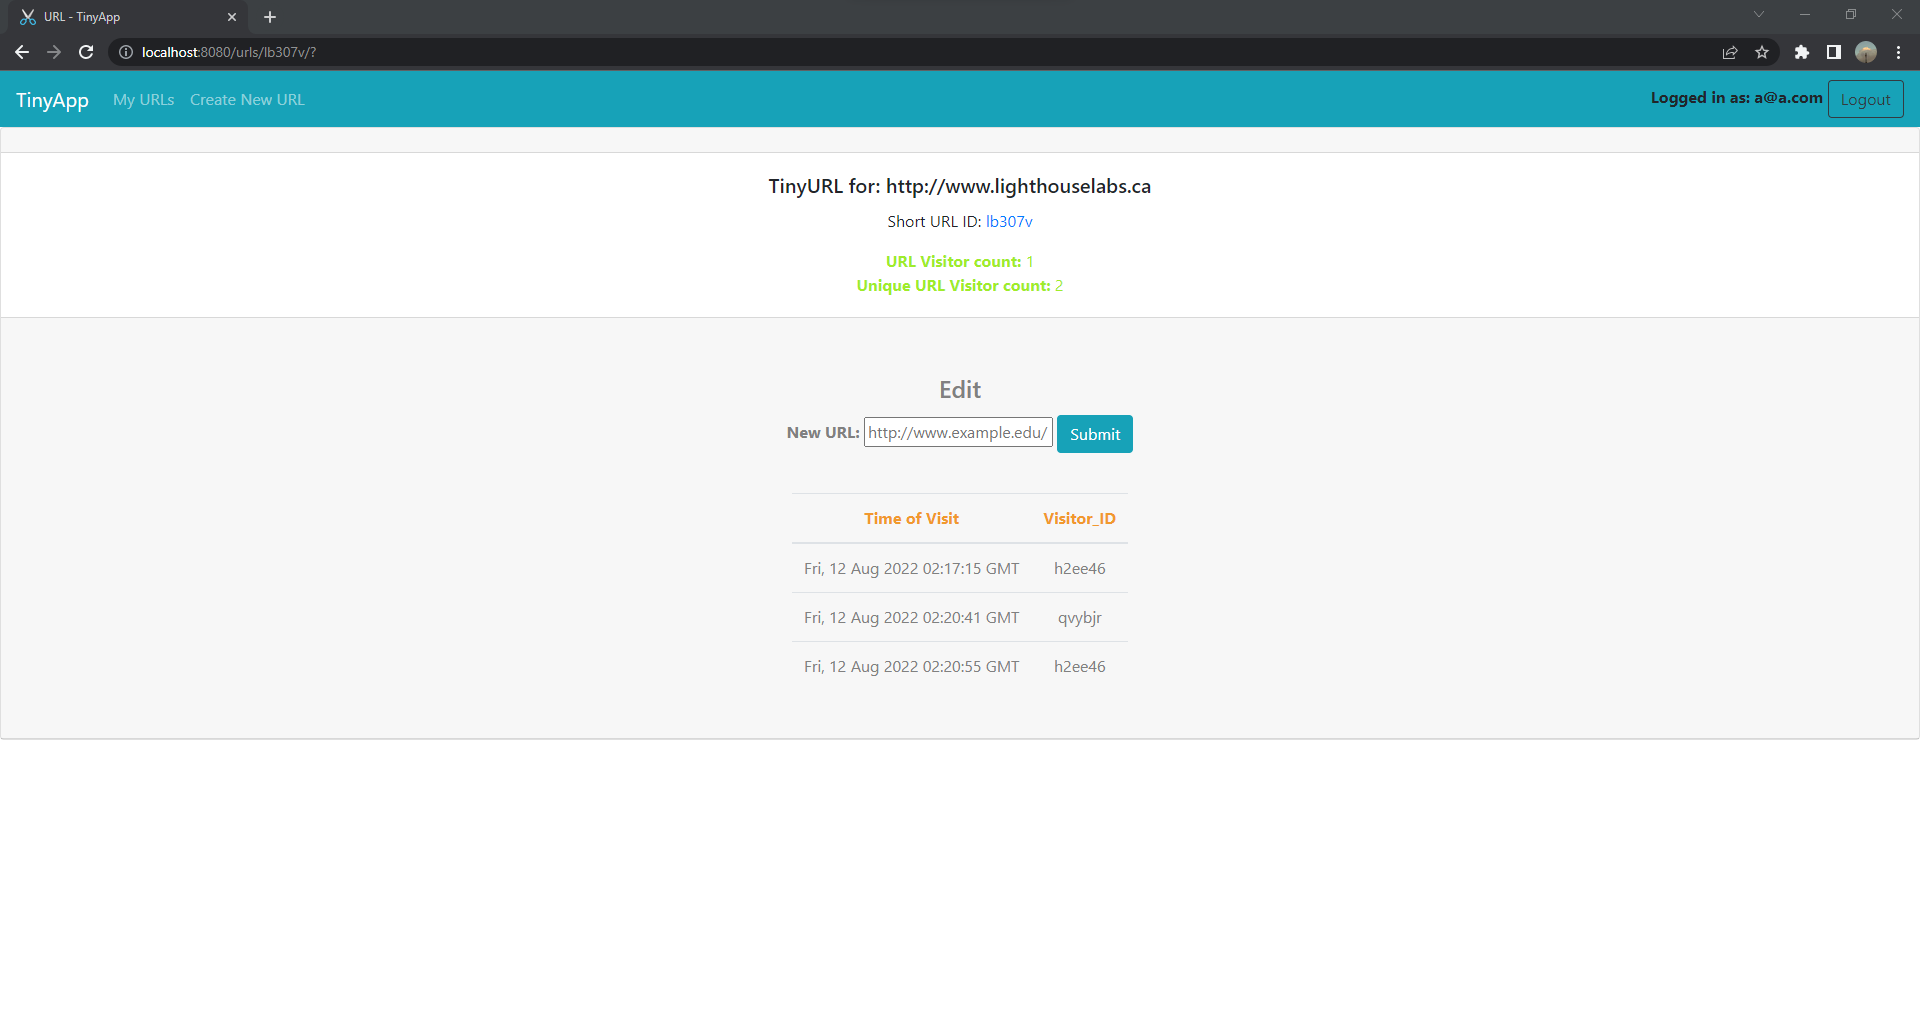 URL - TinyApp
localhost:8080/urls/lb307v/?
TinyApp My URLs Create New URL Logged in as: a@a.com Logout
TinyURL for: http://www.lighthouselabs.ca
Short URL ID: lb307v
URL Visitor count: 1
Unique URL Visitor count: 2
Edit
New URL: http://www.example.edu/ Submit
Time of Visit Visitor_ID
Fri, 12 Aug 2022 02:17:15 GMT h2ee46
Fri, 12 Aug 2022 02:20:41 GMT qvybjr
Fri, 12 Aug 2022 02:20:55 GMT h2ee46